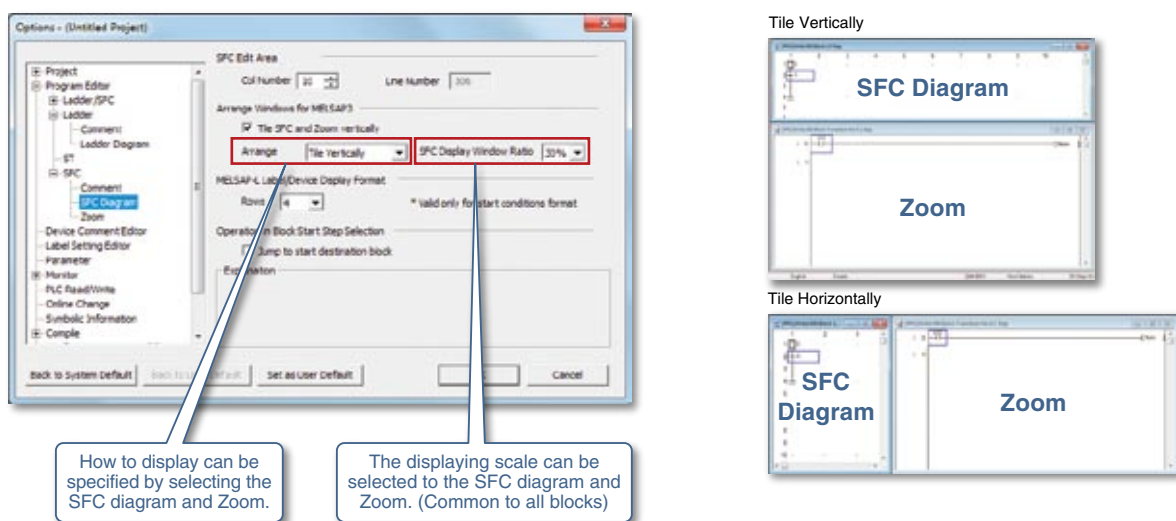 Options - (Untitled Project)
Project
Program Editor
Ladder/SFC
Ladder
Comment
Ladder Diagram
ST
SFC
Comment
SFC Diagram
Zoom
Device Comment Editor
Label Setting Editor
Parameter
Monitor
PLC Read/Write
Online Change
Symbolic Information
Compile
SFC Edit Area
Col Number
Line Number
Arrange Windows for MELSAP3
Tile SFC and Zoom vertically
Arrange Tile Vertically SFC Display Window Ratio
MELSAP-L Label/Device Display Format
Rows 4 * Valid only for start conditions format
Operation in Block Start Step Selection
Jump to start destination block
Back to System Default
Set as User Default
Cancel
How to display can be
specified by selecting the
SFC diagram and Zoom.
The displaying scale can be
selected to the SFC diagram and
Zoom. (Common to all blocks)
Tile Vertically
SFC Diagram
Zoom
Tile Horizontally
SFC
Diagram
Zoom